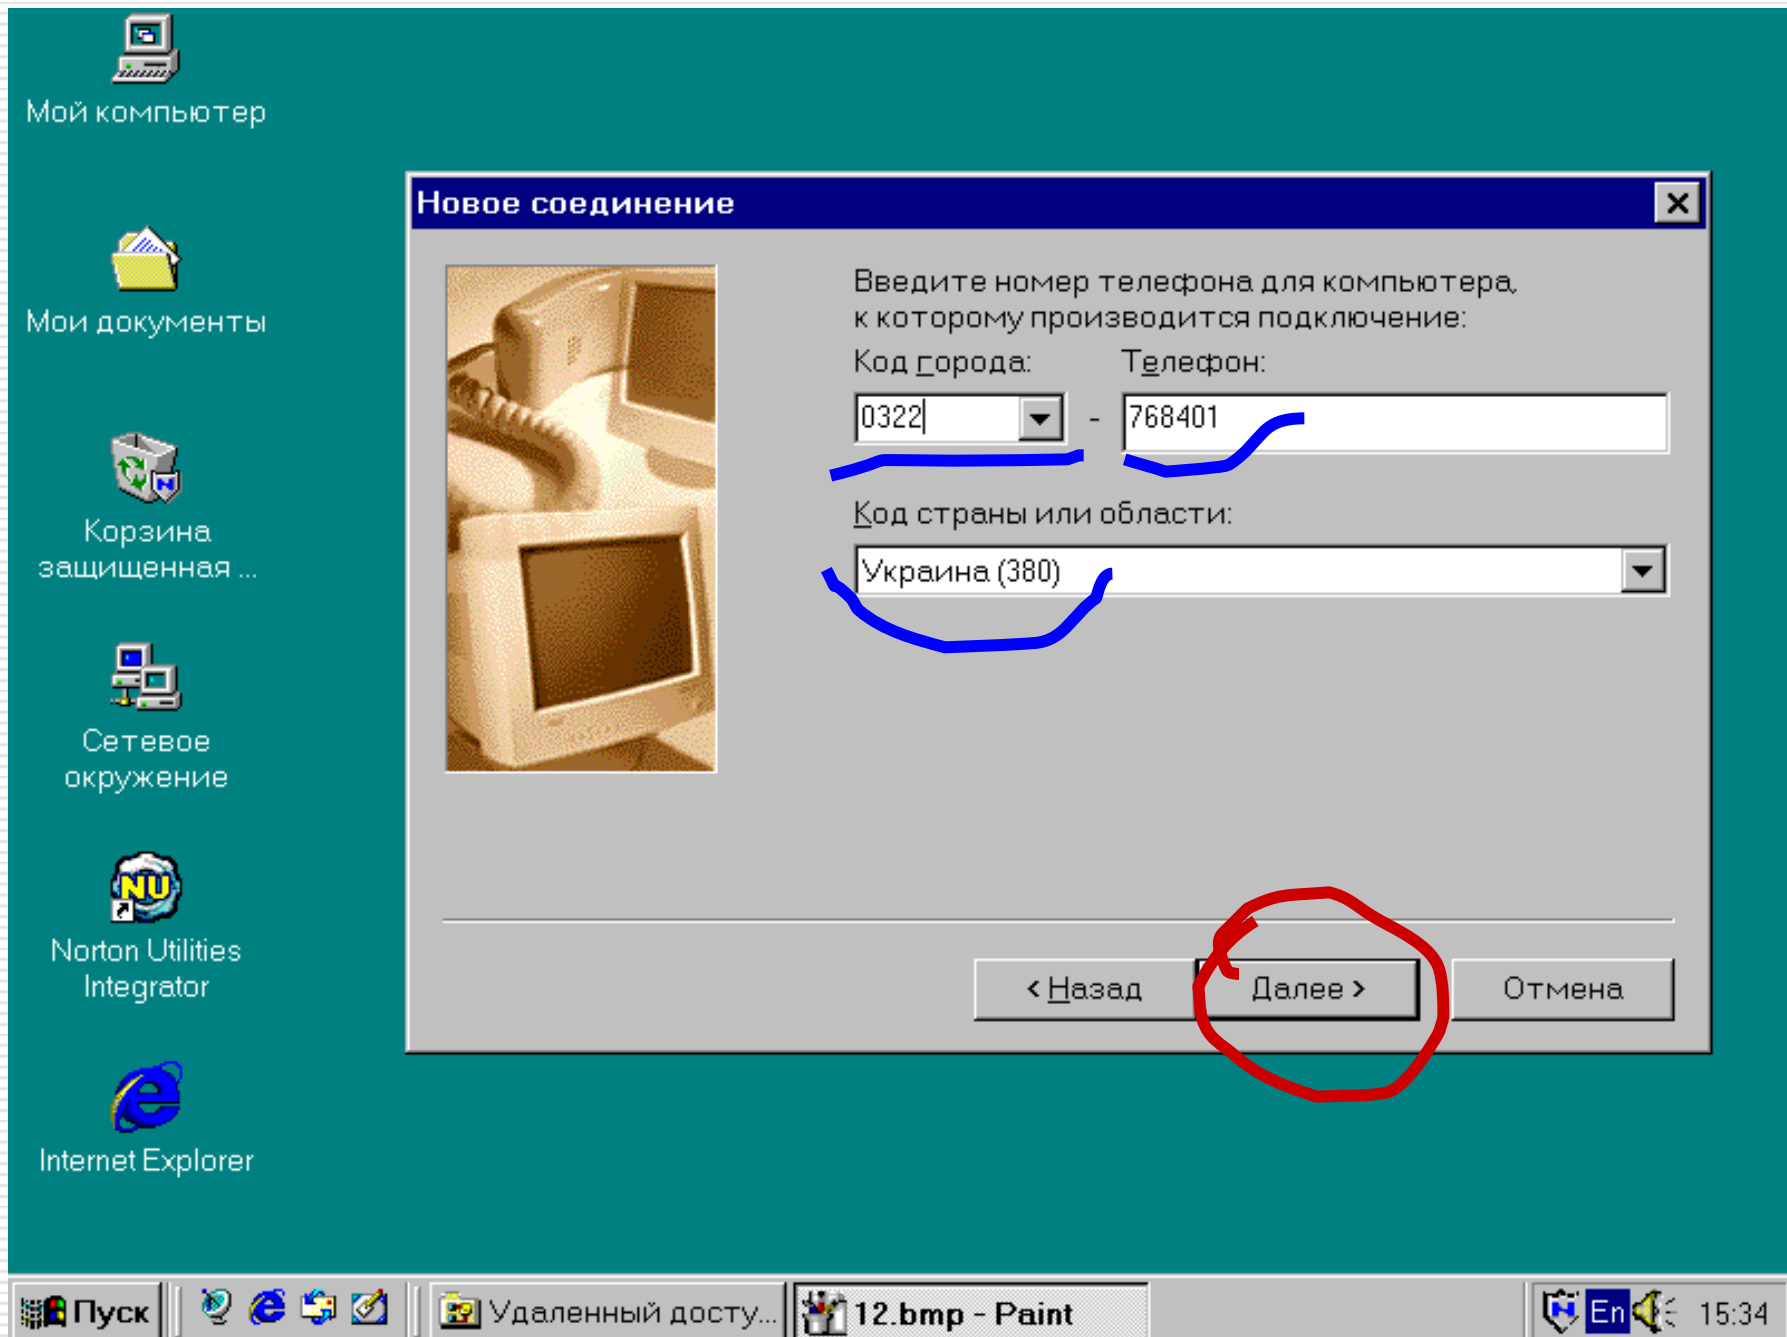 Мой компьютер
Мои документы
Корзина
защищенная ...
Сетевое
окружение
NU
Norton Utilities
Integrator
Internet Explorer
Новое соединение
Введите номер телефона для компьютера,
к которому производится подключение:
Код города: Телефон:
0322 - 768401
Код страны или области:
Украина (380)
< Назад Далее > Отмена
Пуск Удаленный досту... 12.bmp - Paint En 15:34